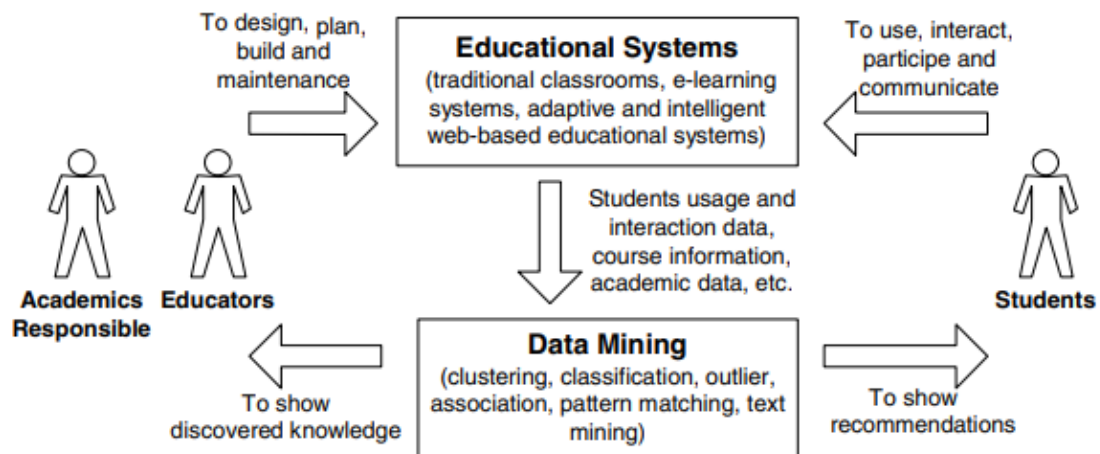 To design, plan,
build and
maintenance
Educational Systems
(traditional classrooms, e-learning
systems, adaptive and intelligent
web-based educational systems)
To use, interact,
participe and
communicate
Students usage and
interaction data,
course information,
academic data, etc.
Academics
Responsible
Educators
Students
Data Mining
(clustering, classification, outlier,
association, pattern matching, text
mining)
To show
discovered knowledge
To show
recommendations